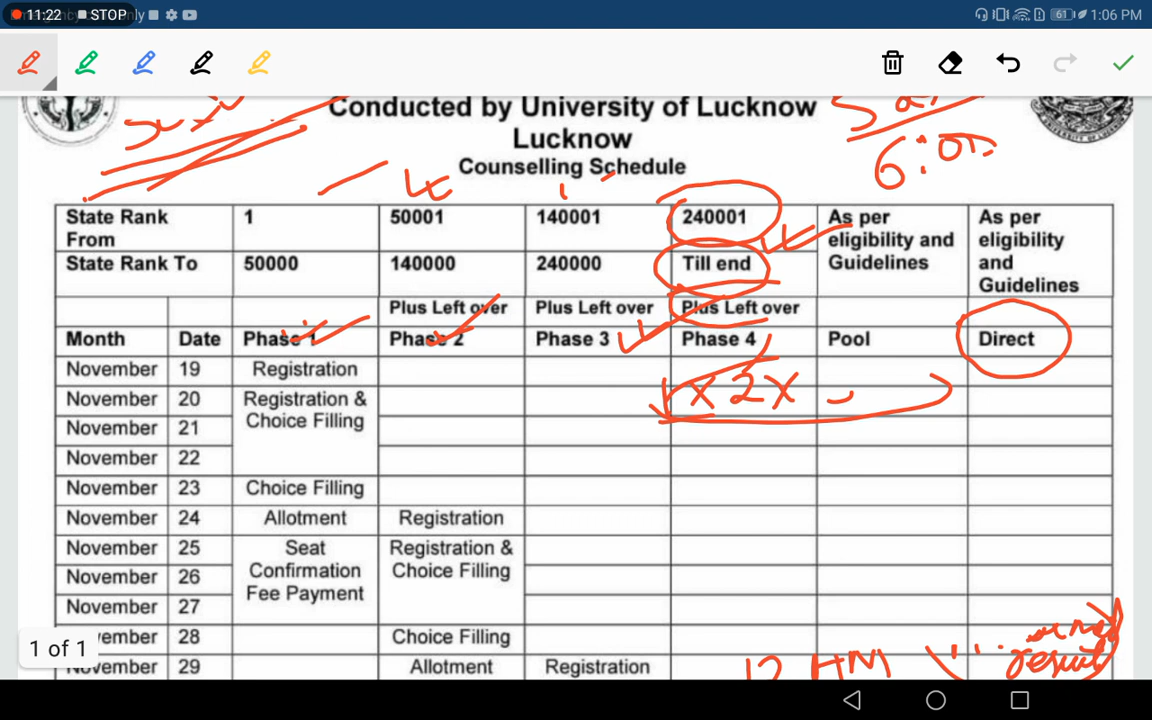 11:22 STOP 61 1:06 PM
Conducted by University of Lucknow
Lucknow
Counselling Schedule
6:0
State Rank From 1 50001 140001 240001 As per eligibility and Guidelines As per eligibility and Guidelines
State Rank To 50000 140000 240000 Till end
Plus Left over Plus Left over Plus Left over
Month Date Phase 1 Phase 2 Phase 3 Phase 4 Pool Direct
November 19 Registration
x 2 x
November 20 Registration & Choice Filling
November 21
November 22
November 23 Choice Filling
November 24 Allotment Registration
November 25 Seat Confirmation Fee Payment Registration & Choice Filling
November 26
November 27
1 of 1
vember 28 Choice Filling
November 29 Allotment Registration
result